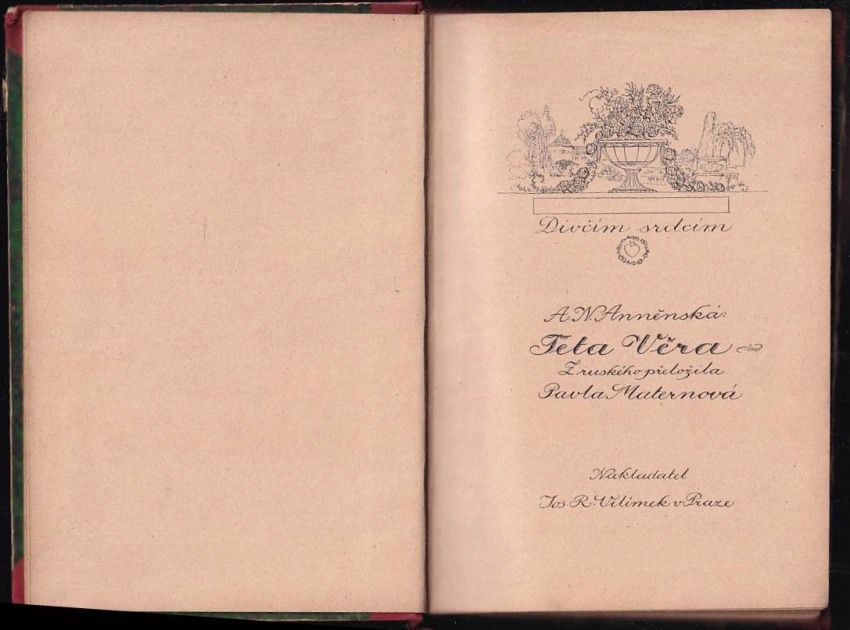 Dívčím srdcím
A. N. Anněnská:
Teta Věra
Z ruského přeložila
Pavla Maternová
Nakladatel
Jos. R. Vilímek v Praze